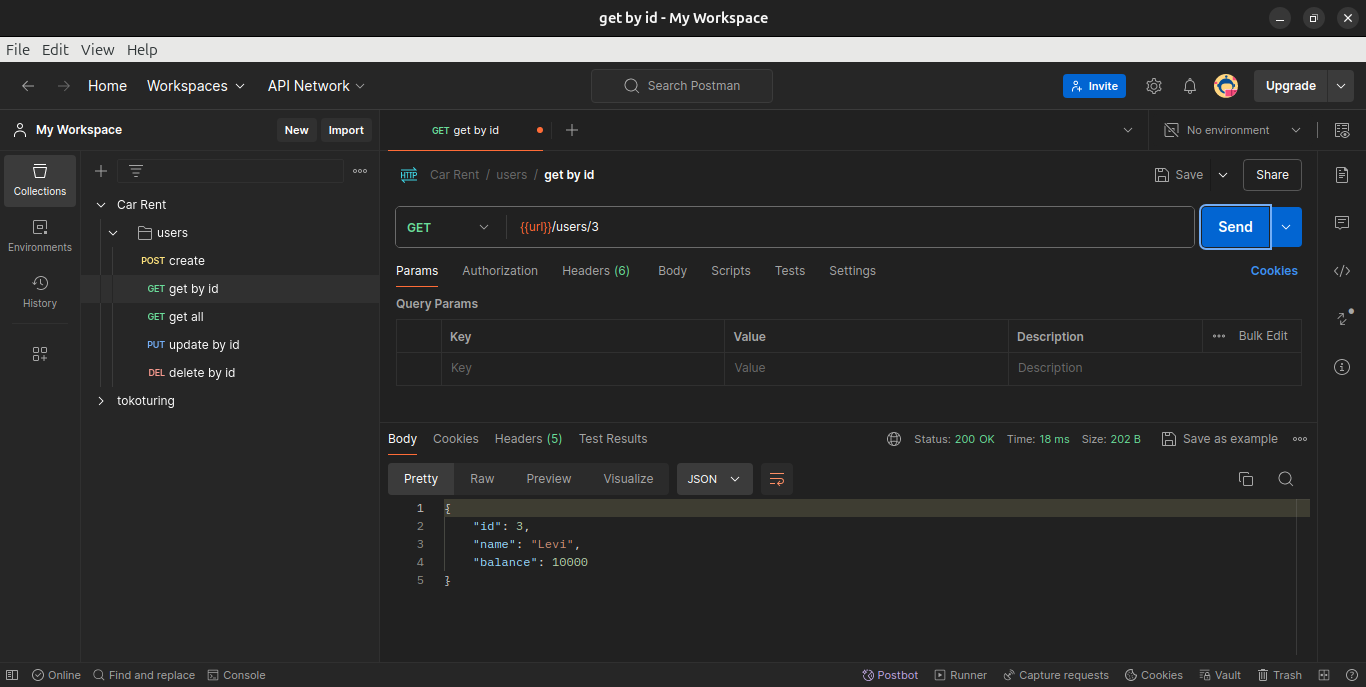 get by id - My Workspace
File Edit View Help
Home Workspaces API Network Search Postman Invite Upgrade
My Workspace New Import
GET get by id No environment
Collections
Environments
History
Car Rent
users
POST create
GET get by id
GET get all
PUT update by id
DEL delete by id
tokoturing
HTTP Car Rent / users / get by id Save Share
GET {{url}}/users/3 Send
Params Authorization Headers (6) Body Scripts Tests Settings Cookies
Query Params
Key Value Description Bulk Edit
Key Value Description
Body Cookies Headers (5) Test Results Status: 200 OK Time: 18 ms Size: 202 B Save as example
Pretty Raw Preview Visualize JSON
1 {
2 "id": 3,
3 "name": "Levi",
4 "balance": 10000
5 }
Online Find and replace Console Postbot Runner Capture requests Cookies Vault Trash